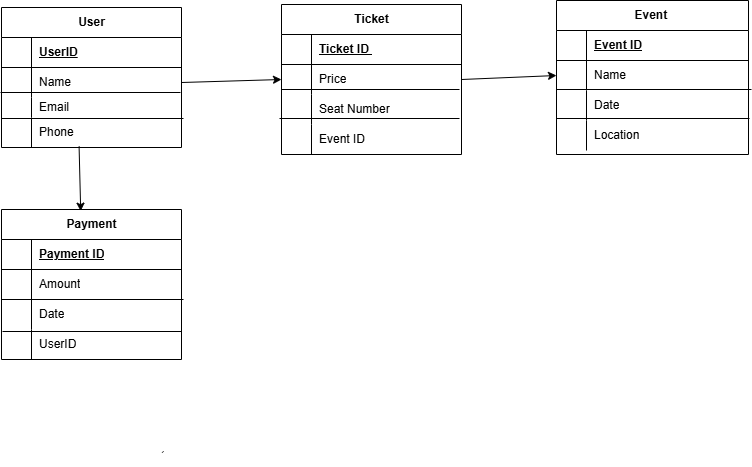 User
UserID
Name
Email
Phone
Ticket
Ticket ID
Price
Seat Number
Event ID
Event
Event ID
Name
Date
Location
Payment
Payment ID
Amount
Date
UserID